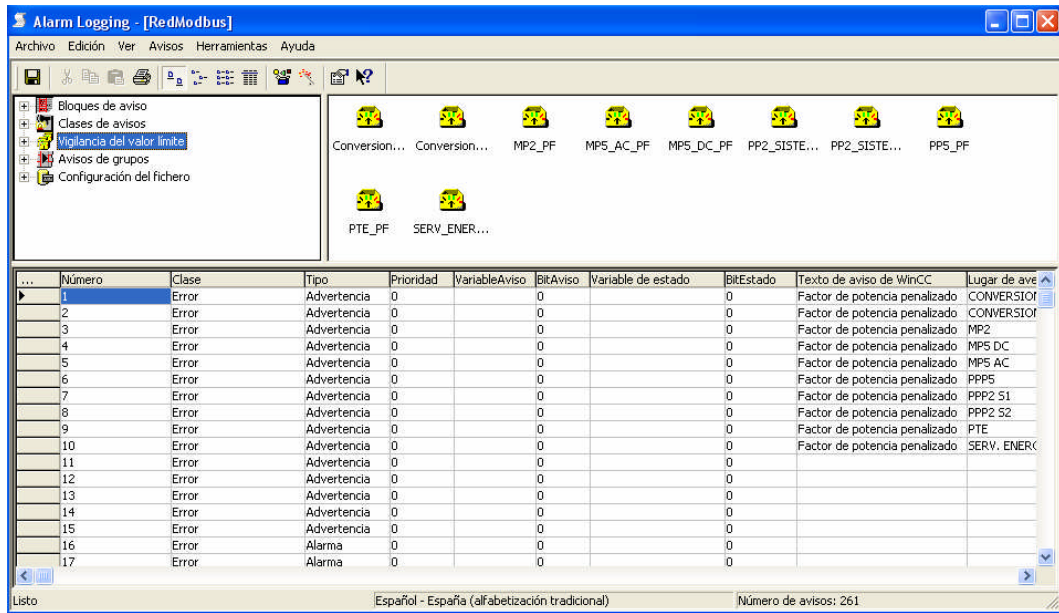 Alarm Logging - [RedModbus]
Archivo Edición Ver Avisos Herramientas Ayuda
Bloques de aviso
Clases de avisos
Vigilancia del valor límite
Avisos de grupos
Configuración del fichero
Conversion... Conversion... MP2_PF MP5_AC_PF MP5_DC_PF PP2_SISTE... PP2_SISTE... PP5_PF
PTE_PF SERV_ENER...
... Número Clase Tipo Prioridad VariableAviso BitAviso Variable de estado BitEstado Texto de aviso de WinCC Lugar de ave
1 Error Advertencia 0 0 0 Factor de potencia penalizado CONVERSION
2 Error Advertencia 0 0 0 Factor de potencia penalizado CONVERSION
3 Error Advertencia 0 0 0 Factor de potencia penalizado MP2
4 Error Advertencia 0 0 0 Factor de potencia penalizado MP5 DC
5 Error Advertencia 0 0 0 Factor de potencia penalizado MP5 AC
6 Error Advertencia 0 0 0 Factor de potencia penalizado PPP5
7 Error Advertencia 0 0 0 Factor de potencia penalizado PPP2 S1
8 Error Advertencia 0 0 0 Factor de potencia penalizado PPP2 S2
9 Error Advertencia 0 0 0 Factor de potencia penalizado PTE
10 Error Advertencia 0 0 0 Factor de potencia penalizado SERV. ENERG
11 Error Advertencia 0 0 0
12 Error Advertencia 0 0 0
13 Error Advertencia 0 0 0
14 Error Advertencia 0 0 0
15 Error Advertencia 0 0 0
16 Error Alarma 0 0 0
17 Error Alarma 0 0 0
Listo Español - España (alfabetización tradicional) Número de avisos: 261